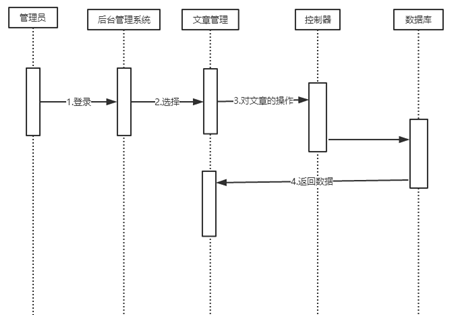 管理员
后台管理系统
文章管理
控制器
数据库
1.登录
2.选择
3.对文章的操作
4.返回数据